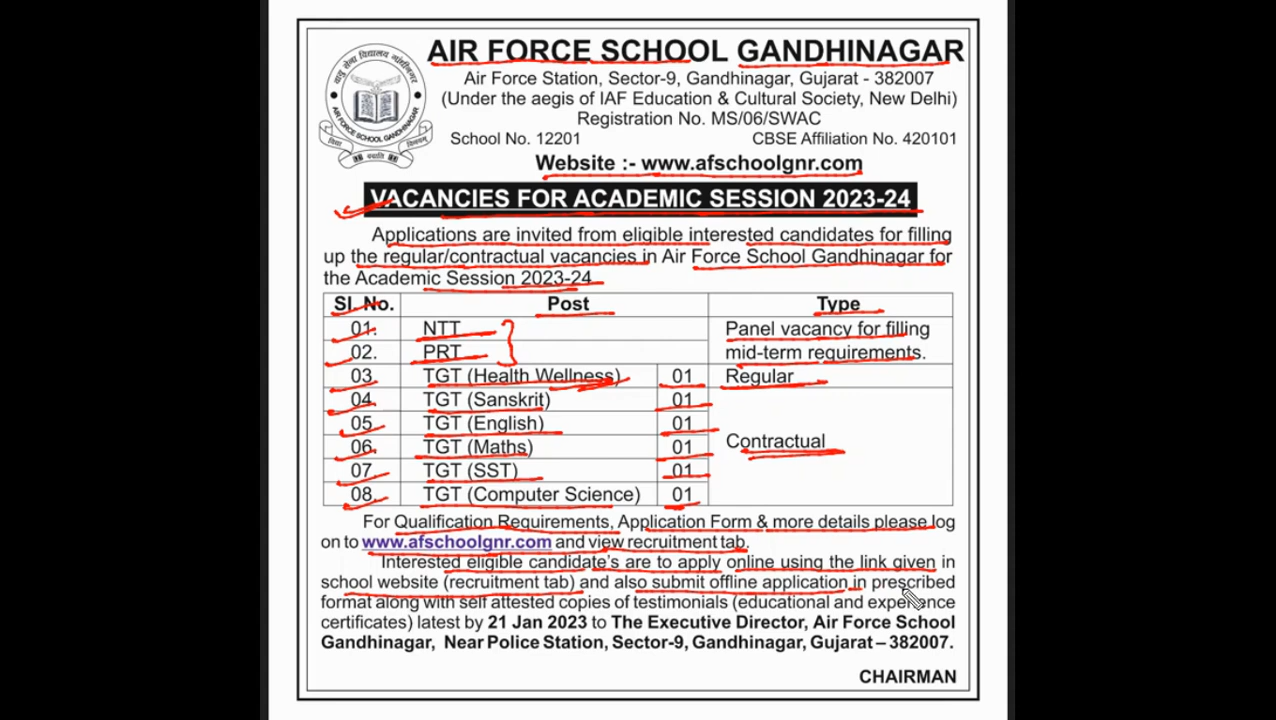 वायु सेना विद्यालय गांधीनगर
AIR FORCE SCHOOL GANDHINAGAR
AIR FORCE SCHOOL GANDHINAGAR
Air Force Station, Sector-9, Gandhinagar, Gujarat - 382007
(Under the aegis of IAF Education & Cultural Society, New Delhi)
Registration No. MS/06/SWAC
School No. 12201 CBSE Affiliation No. 420101
Website :- www.afschoolgnr.com
VACANCIES FOR ACADEMIC SESSION 2023-24
Applications are invited from eligible interested candidates for filling
up the regular/contractual vacancies in Air Force School Gandhinagar for
the Academic Session 2023-24
Sl. No. Post Type
01. NTT Panel vacancy for filling
02. PRT mid-term requirements.
03 TGT (Health Wellness) 01 Regular
04. TGT (Sanskrit) 01
05. TGT (English) 01
06. TGT (Maths) 01 Contractual
07. TGT (SST) 01
08. TGT (Computer Science) 01
For Qualification Requirements, Application Form & more details please log
on to www.afschoolgnr.com and view recruitment tab.
Interested eligible candidate's are to apply online using the link given in
school website (recruitment tab) and also submit offline application in prescribed
format along with self attested copies of testimonials (educational and experience
certificates) latest by 21 Jan 2023 to The Executive Director, Air Force School
Gandhinagar, Near Police Station, Sector-9, Gandhinagar, Gujarat – 382007.
CHAIRMAN